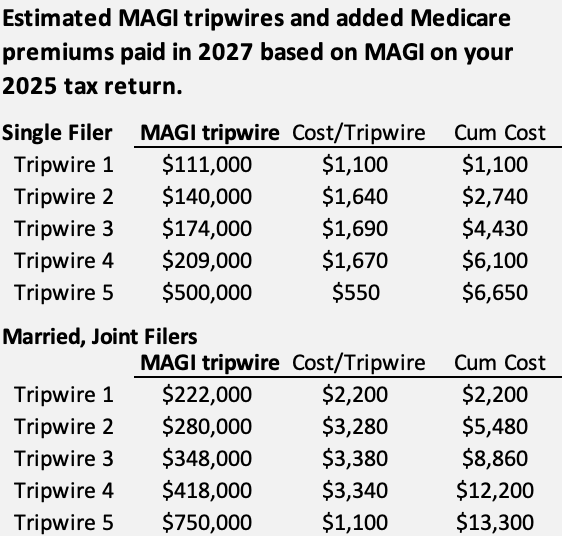 Estimated MAGI tripwires and added Medicare
premiums paid in 2027 based on MAGI on your
2025 tax return.
Single Filer MAGI tripwire Cost/Tripwire Cum Cost
Tripwire 1 $111,000 $1,100 $1,100
Tripwire 2 $140,000 $1,640 $2,740
Tripwire 3 $174,000 $1,690 $4,430
Tripwire 4 $209,000 $1,670 $6,100
Tripwire 5 $500,000 $550 $6,650
Married, Joint Filers
MAGI tripwire Cost/Tripwire Cum Cost
Tripwire 1 $222,000 $2,200 $2,200
Tripwire 2 $280,000 $3,280 $5,480
Tripwire 3 $348,000 $3,380 $8,860
Tripwire 4 $418,000 $3,340 $12,200
Tripwire 5 $750,000 $1,100 $13,300